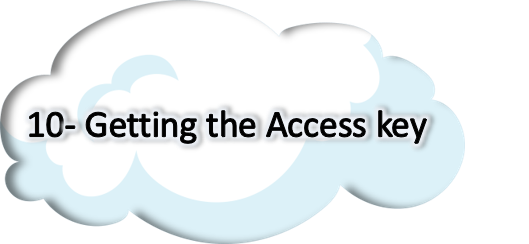 10- Getting the Access key